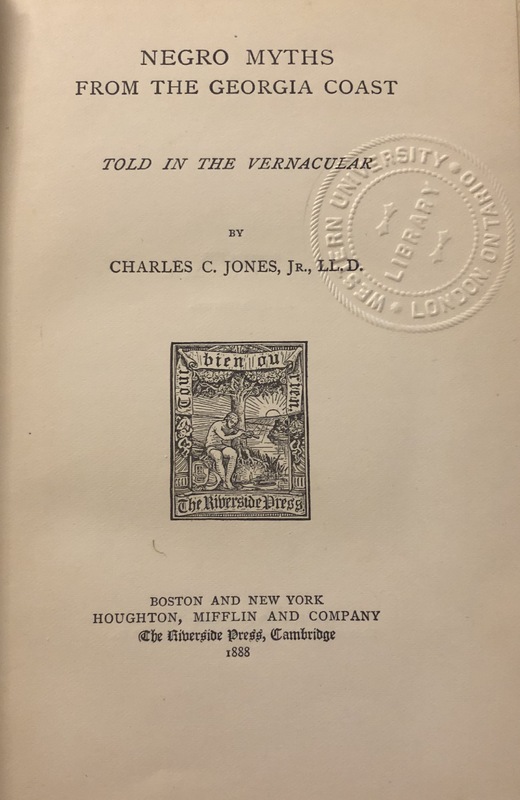 NEGRO MYTHS
FROM THE GEORGIA COAST
TOLD IN THE VERNACULAR
BY
CHARLES C. JONES, JR., LL. D.
WESTERN UNIVERSITY • LONDON ONTARIO •
LIBRARY
Tout bien ou rien.
The Riverside Press
BOSTON AND NEW YORK
HOUGHTON, MIFFLIN AND COMPANY
The Riverside Press, Cambridge
1888